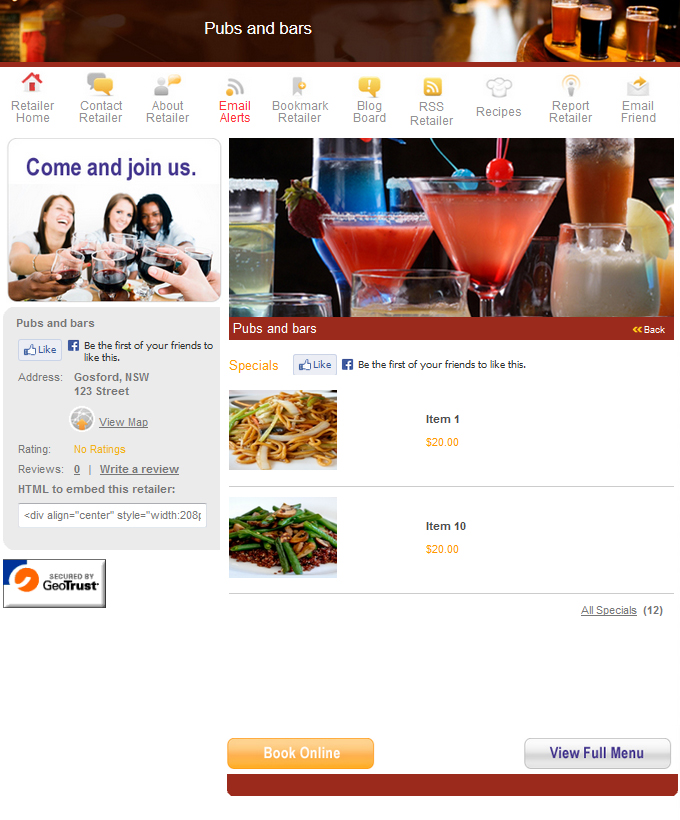 Pubs and bars
Retailer Home
Contact Retailer
About Retailer
Email Alerts
Bookmark Retailer
Blog Board
RSS Retailer
Recipes
Report Retailer
Email Friend
Come and join us.
Pubs and bars
Like
Be the first of your friends to
like this.
Address: Gosford, NSW
123 Street
View Map
Rating: No Ratings
Reviews: 0 | Write a review
HTML to embed this retailer:
<div align="center" style="width:208p
SECURED BY
GeoTrust
Pubs and bars
Back
Specials
Like
Be the first of your friends to like this.
Item 1
$20.00
Item 10
$20.00
All Specials (12)
Book Online
View Full Menu